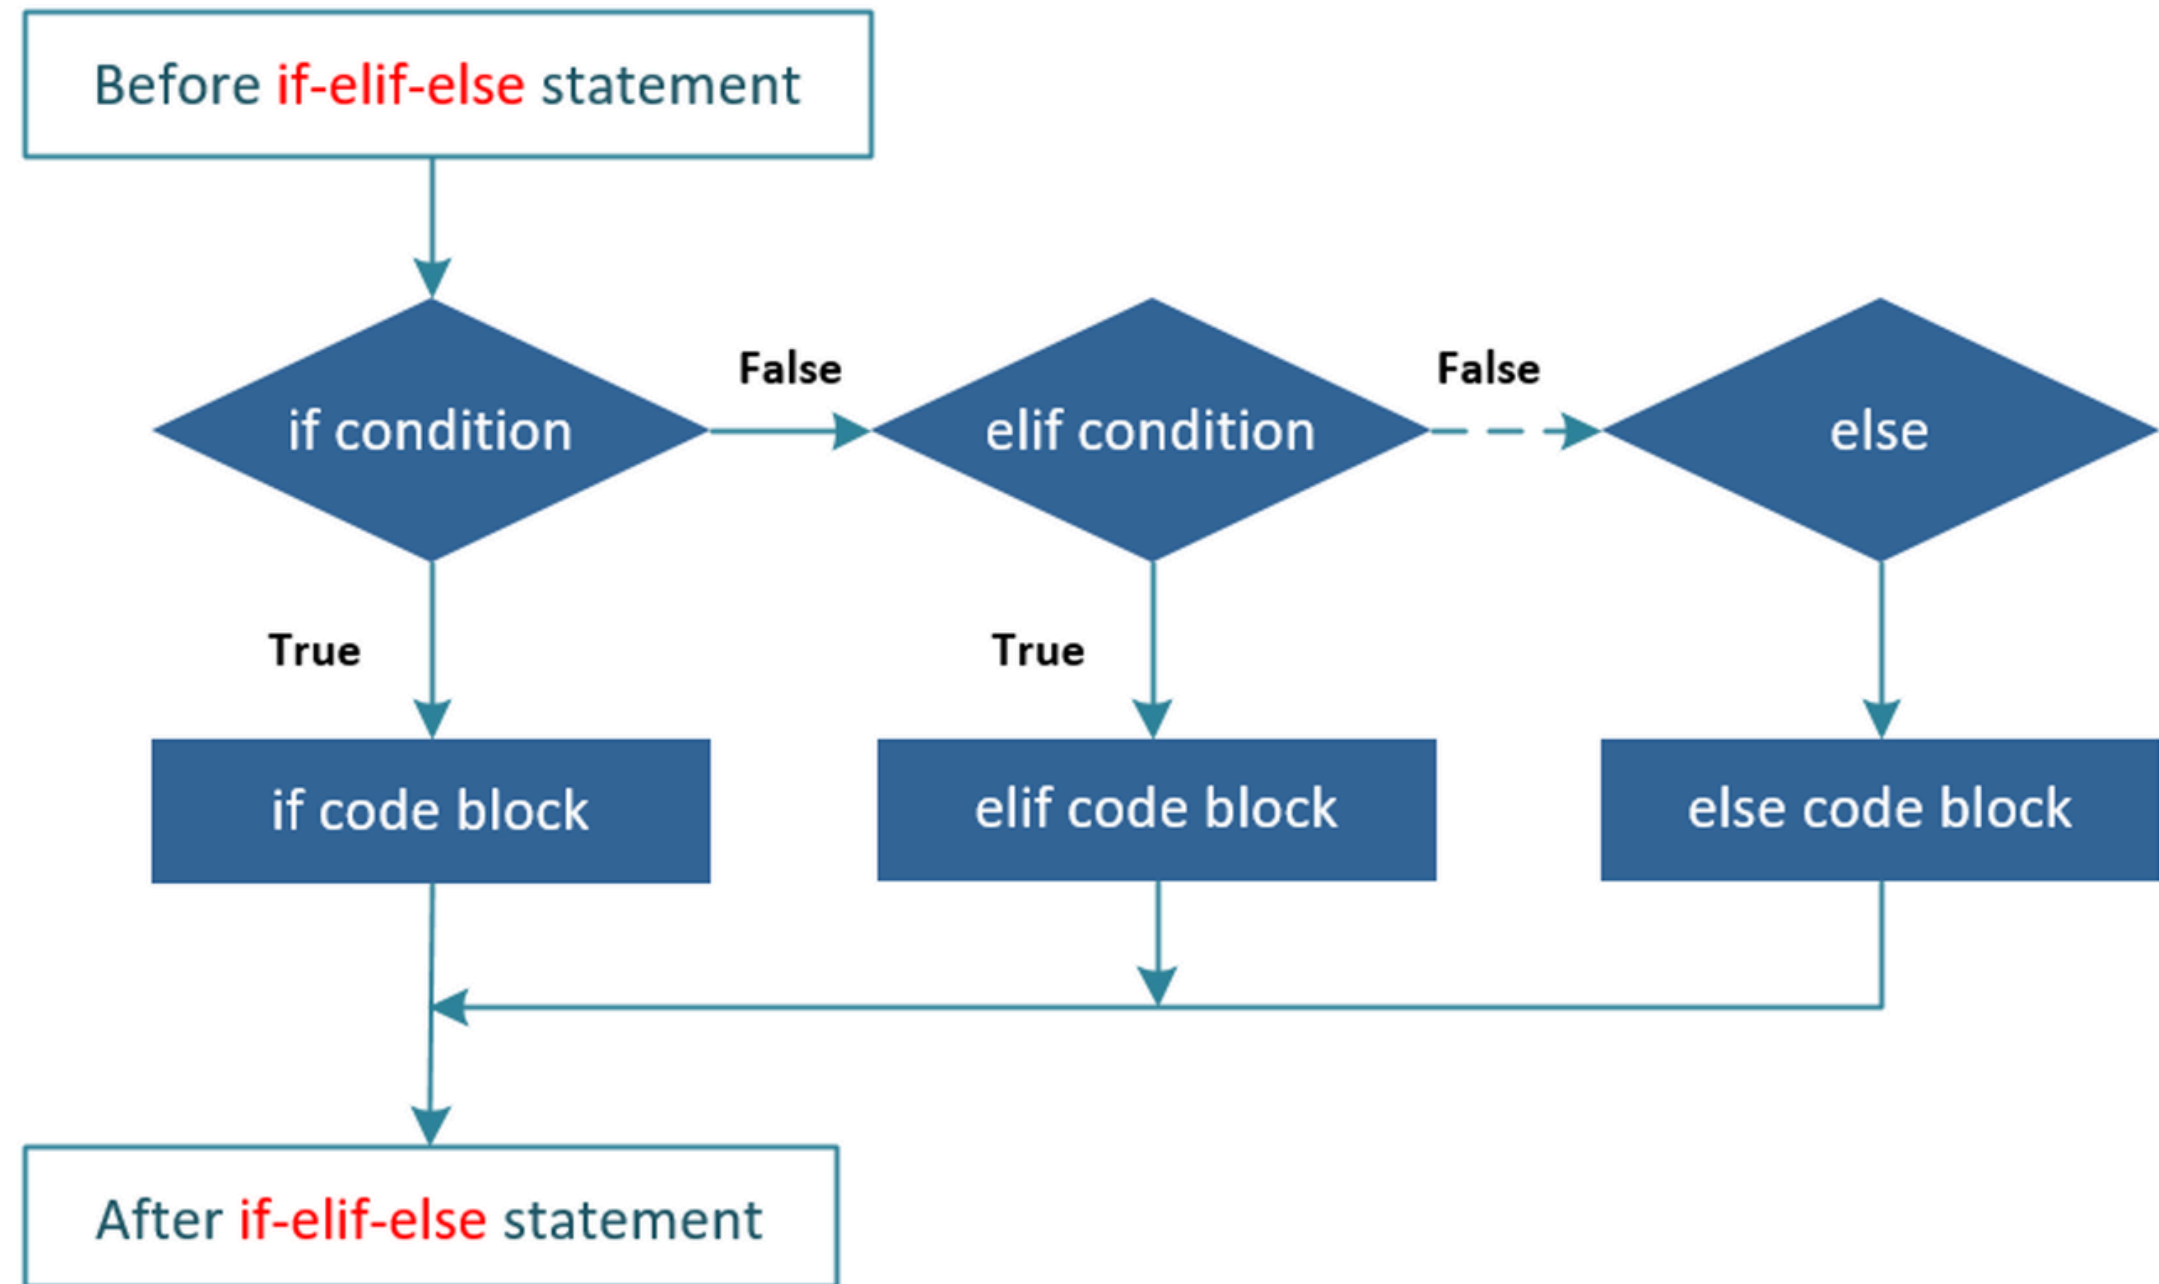 Before if-elif-else statement
False
False
if condition
elif condition
else
True
True
if code block
elif code block
else code block
After if-elif-else statement